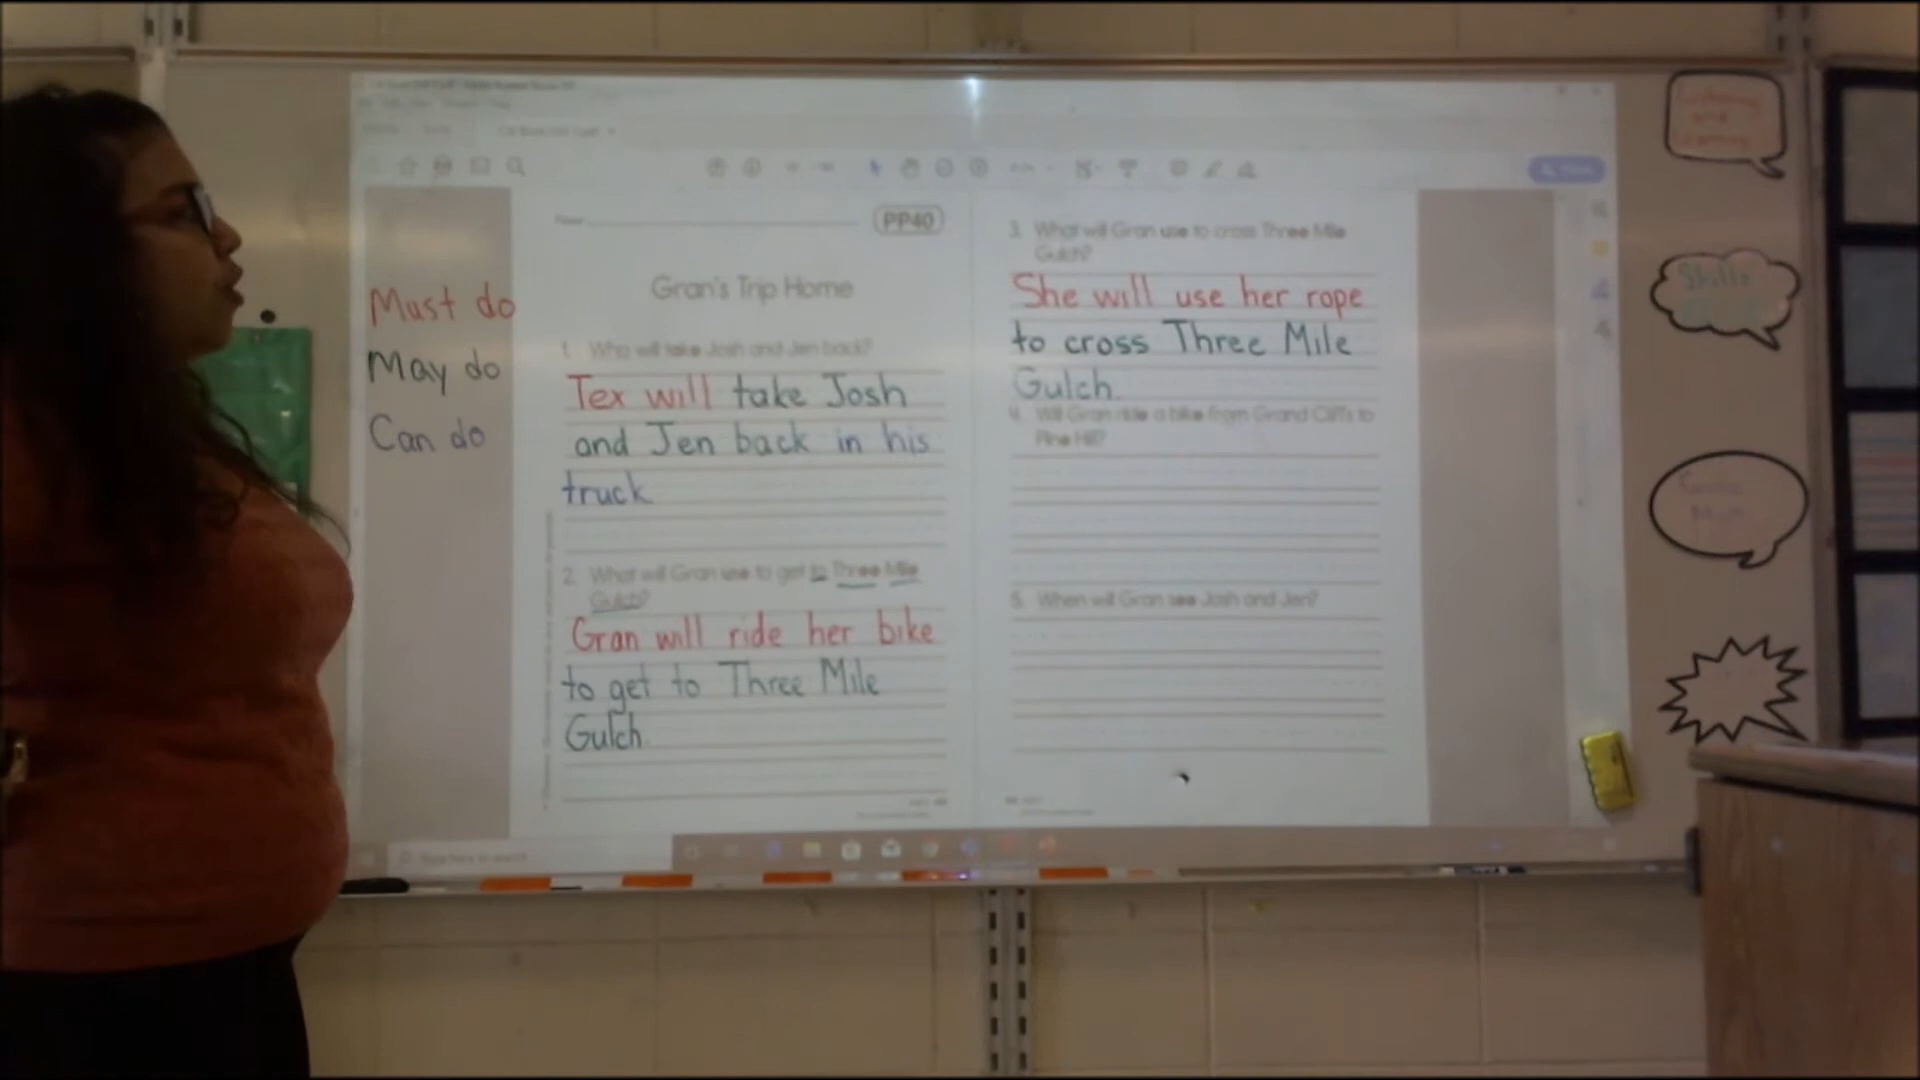 Must do
May do
Can do
PP40
Gran's Trip Home
1. Who will take Josh and Jen back?
Tex will take Josh
and Jen back in his
truck.
2. What will Gran use to get to Three Mile
Gulch?
Gran will ride her bike
to get to Three Mile
Gulch.
3. What will Gran use to cross Three Mile
Gulch?
She will use her rope
to cross Three Mile
Gulch.
4. Will Gran ride a bike from Grand Cliffs to
Pine Hill?
5. When will Gran see Josh and Jen?
Listening
and
Learning
Skills